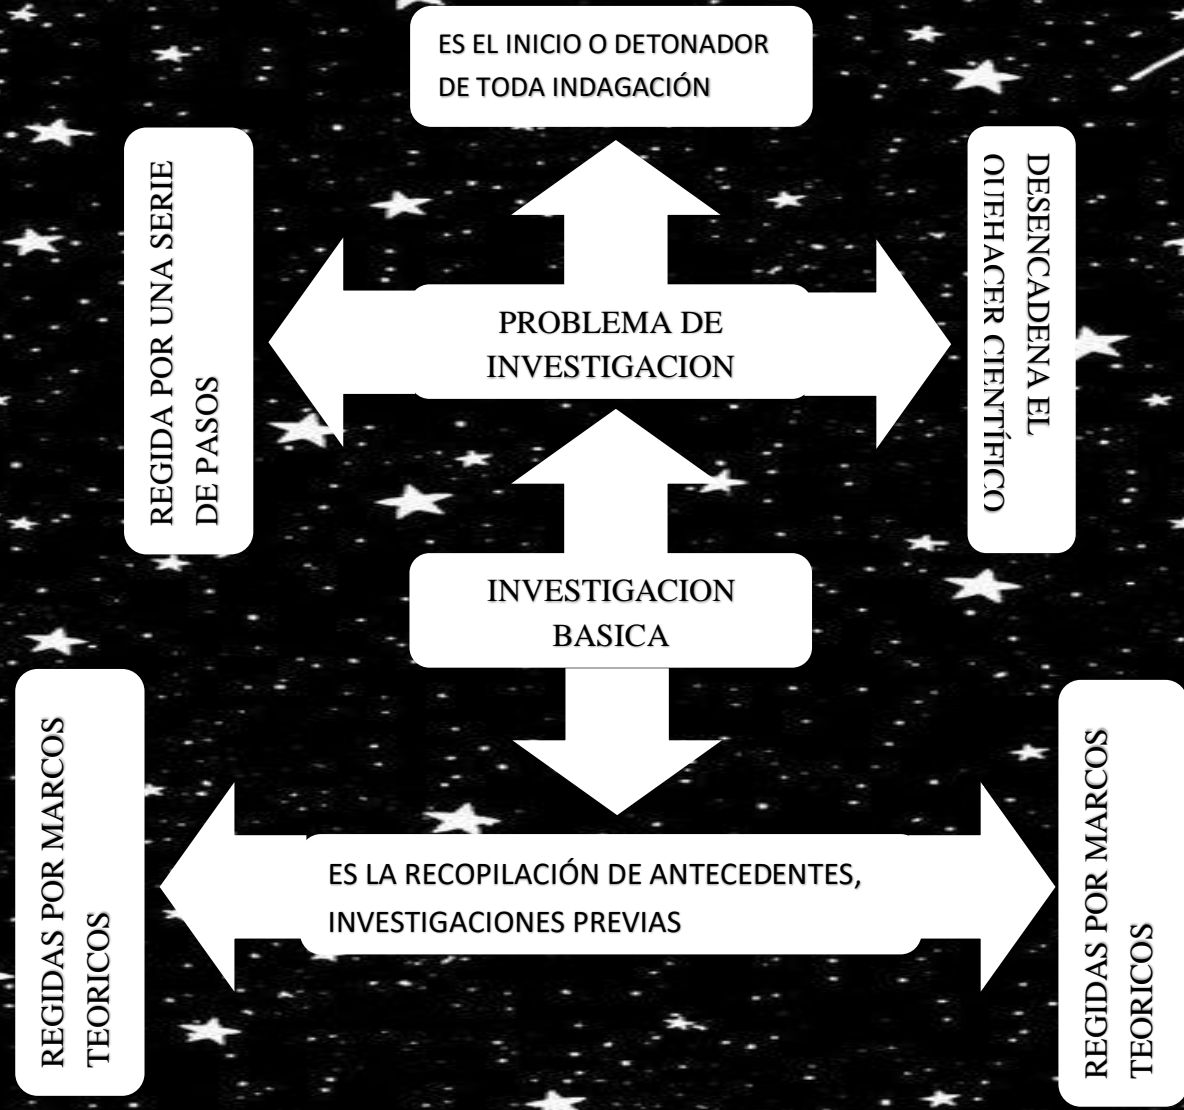 ES EL INICIO O DETONADOR
DE TODA INDAGACIÓN
REGIDA POR UNA SERIE
DE PASOS
PROBLEMA DE
INVESTIGACION
DESENCADENA EL
QUEHACER CIENTÍFICO
INVESTIGACION
BASICA
REGIDAS POR MARCOS
TEORICOS
ES LA RECOPILACIÓN DE ANTECEDENTES,
INVESTIGACIONES PREVIAS
REGIDAS POR MARCOS
TEORICOS